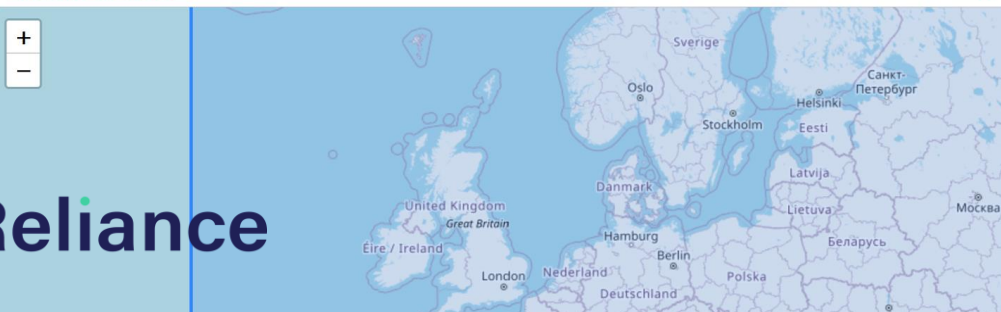 +
−
Sverige
Санкт-
Петербург
Oslo
Helsinki
Stockholm
Eesti
Latvija
Danmark
Lietuva
Москва
United Kingdom
Great Britain
Reliance
Hamburg
Беларусь
Éire / Ireland
Berlin
London
Nederland
Polska
Deutschland